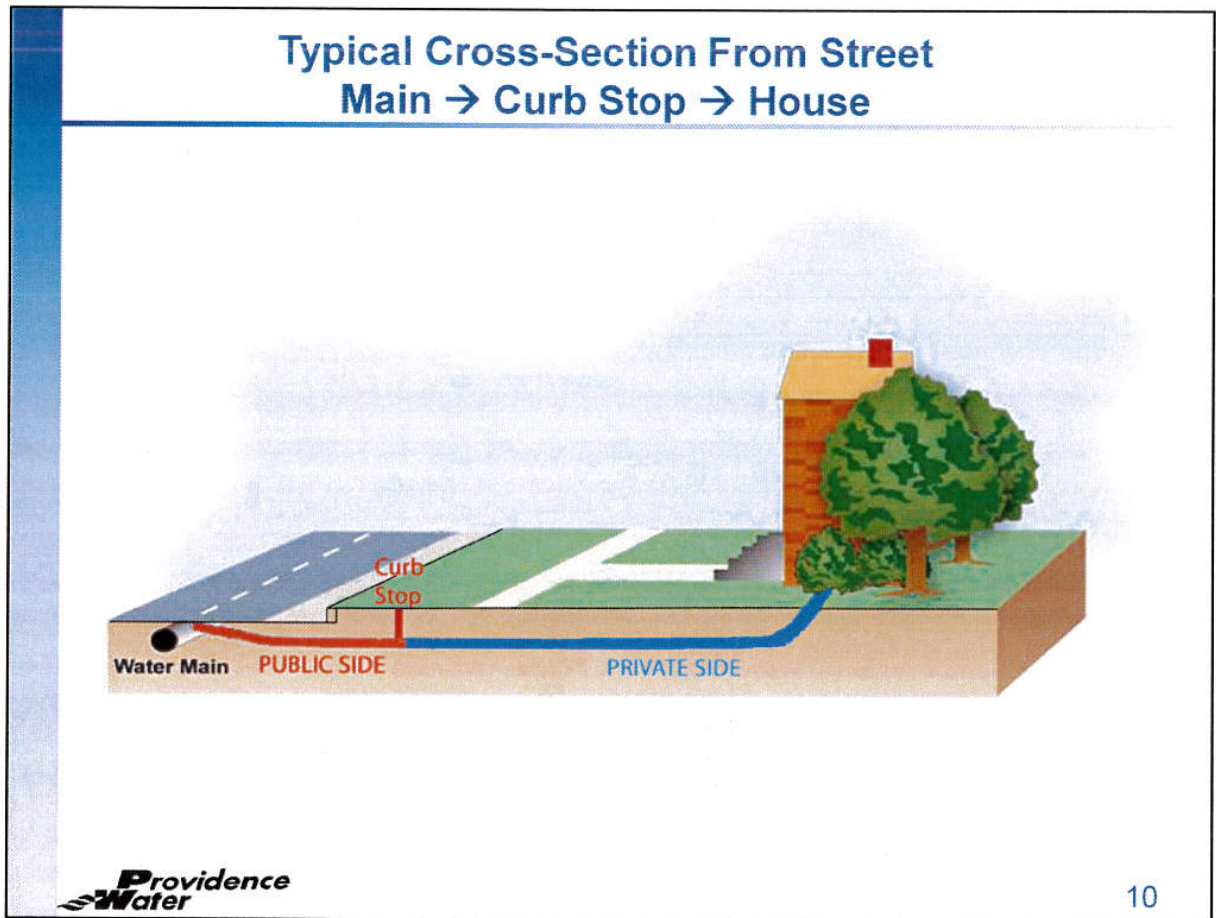 Typical Cross-Section From Street
Main → Curb Stop → House
Curb
Stop
Water Main
PUBLIC SIDE
PRIVATE SIDE
Providence
Water
10